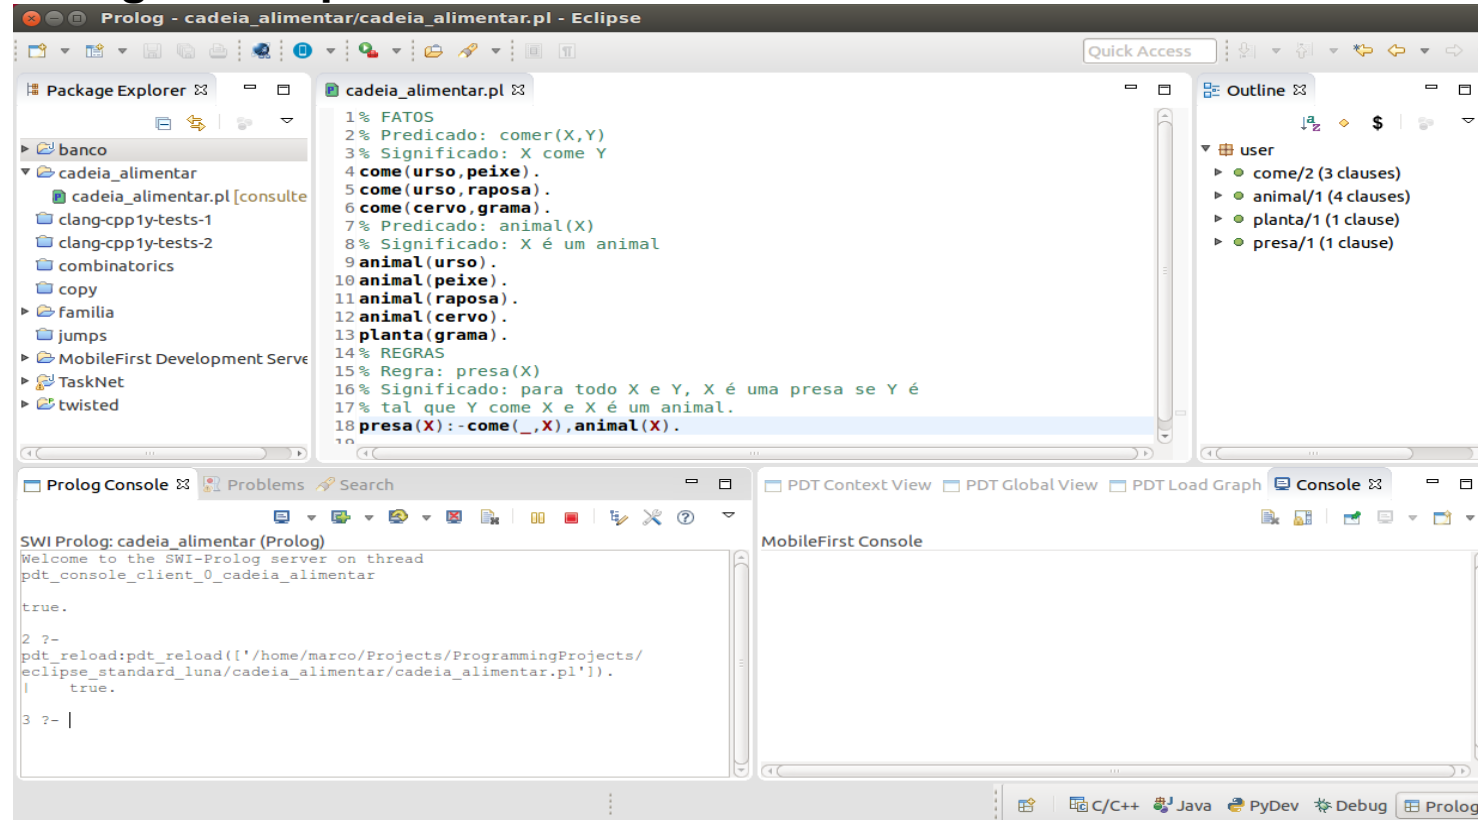 Prolog - cadeia_alimentar/cadeia_alimentar.pl - Eclipse
Quick Access
Package Explorer
banco
cadeia_alimentar
cadeia_alimentar.pl [consulte
clang-cpp1y-tests-1
clang-cpp1y-tests-2
combinatorics
copy
familia
jumps
MobileFirst Development Serve
TaskNet
twisted
cadeia_alimentar.pl
1 % FATOS
2 % Predicado: comer(X,Y)
3 % Significado: X come Y
4 come(urso,peixe).
5 come(urso,raposa).
6 come(cervo,grama).
7 % Predicado: animal(X)
8 % Significado: X é um animal
9 animal(urso).
10 animal(peixe).
11 animal(raposa).
12 animal(cervo).
13 planta(grama).
14 % REGRAS
15 % Regra: presa(X)
16 % Significado: para todo X e Y, X é uma presa se Y é
17 % tal que Y come X e X é um animal.
18 presa(X):-come(_,X),animal(X).
19
Outline
user
come/2 (3 clauses)
animal/1 (4 clauses)
planta/1 (1 clause)
presa/1 (1 clause)
Prolog Console Problems Search
SWI Prolog: cadeia_alimentar (Prolog)
Welcome to the SWI-Prolog server on thread
pdt_console_client_0_cadeia_alimentar
true.
2 ?-
pdt_reload:pdt_reload(['/home/marco/Projects/ProgrammingProjects/
eclipse_standard_luna/cadeia_alimentar/cadeia_alimentar.pl']).
|    true.
3 ?-
PDT Context View PDT Global View PDT Load Graph Console
MobileFirst Console
C/C++ Java PyDev Debug Prolog